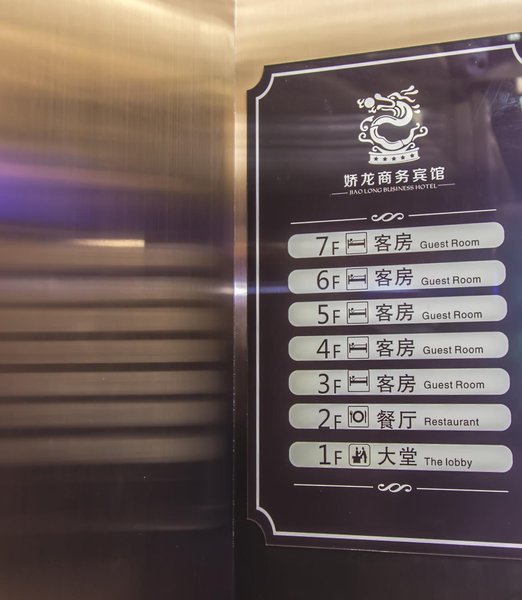 娇龙商务宾馆
JIAO LONG BUSINESS HOTEL
7F 客房 Guest Room
6F 客房 Guest Room
5F 客房 Guest Room
4F 客房 Guest Room
3F 客房 Guest Room
2F 餐厅 Restaurant
1F 大堂 The lobby